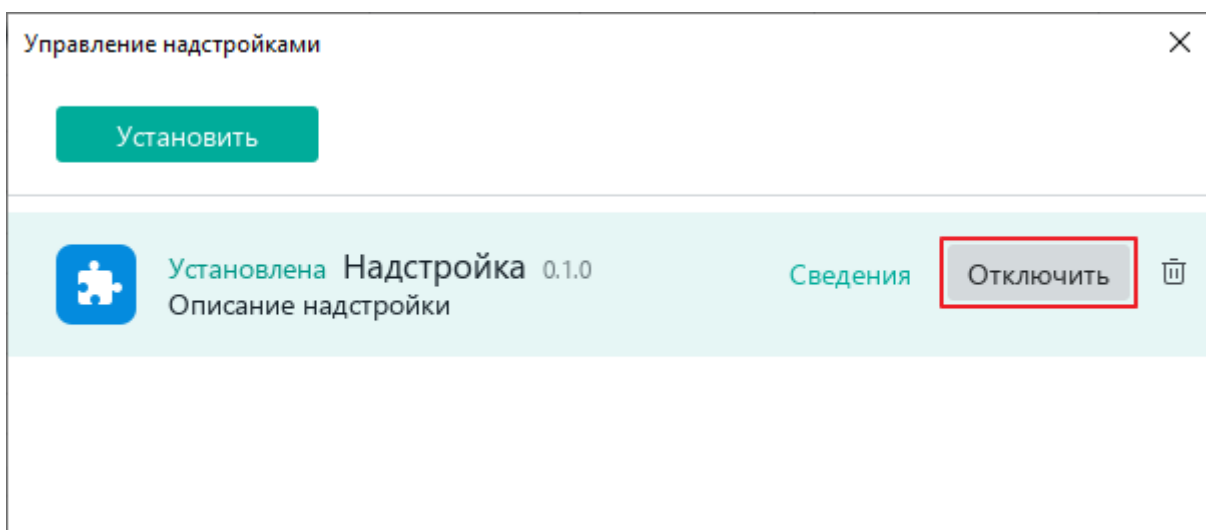 Управление надстройками
Установить
Установлена Надстройка 0.1.0 Сведения Отключить
Описание надстройки